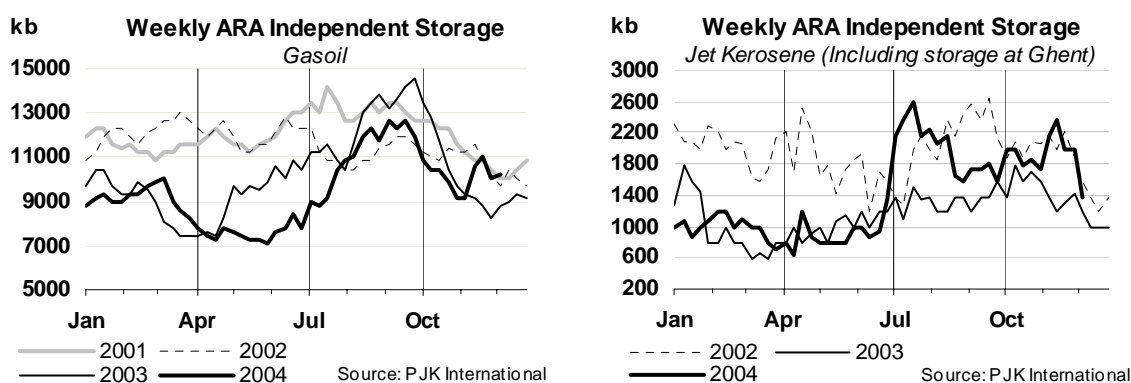 kb
Weekly ARA Independent Storage
Gasoil
15000
13000
11000
9000
7000
5000
Jan
Apr
Jul
Oct
2001
2002
2003
2004
Source: PJK International
kb
Weekly ARA Independent Storage
Jet Kerosene (Including storage at Ghent)
3000
2600
2200
1800
1400
1000
600
200
Jan
Apr
Jul
Oct
2002
2003
2004
Source: PJK International